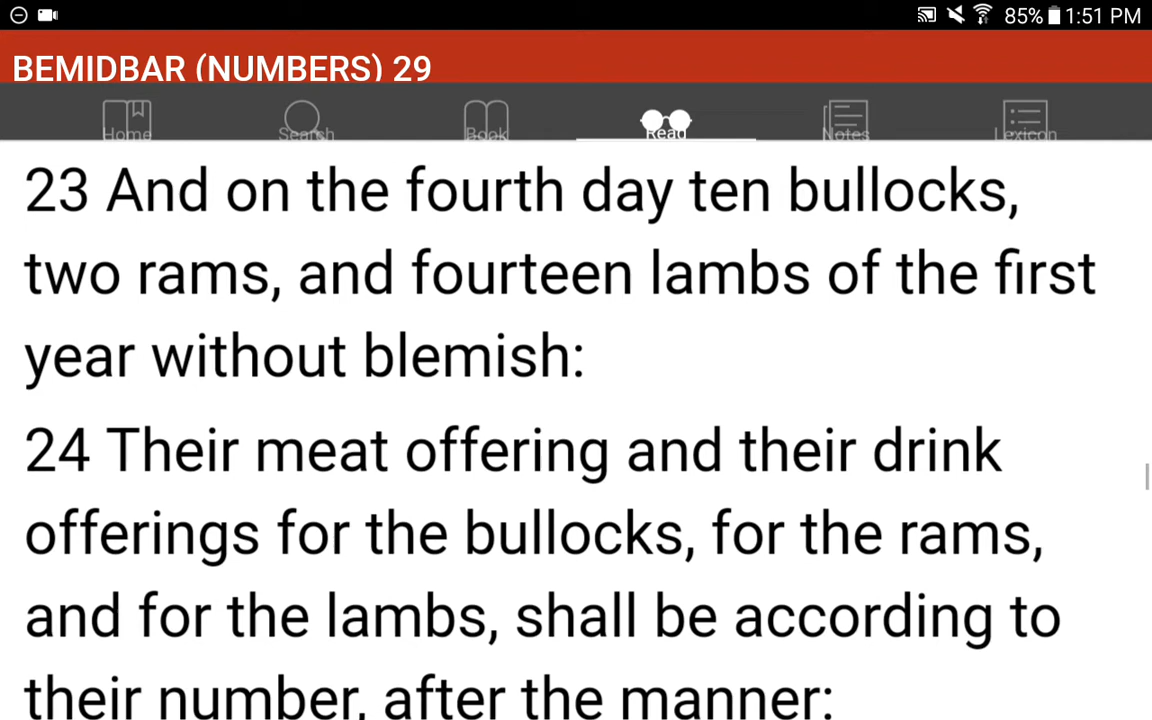 85% 1:51 PM
BEMIDBAR (NUMBERS) 29
Home Search Book Read Notes Lexicon
23 And on the fourth day ten bullocks,
two rams, and fourteen lambs of the first
year without blemish:
24 Their meat offering and their drink
offerings for the bullocks, for the rams,
and for the lambs, shall be according to
their number, after the manner: